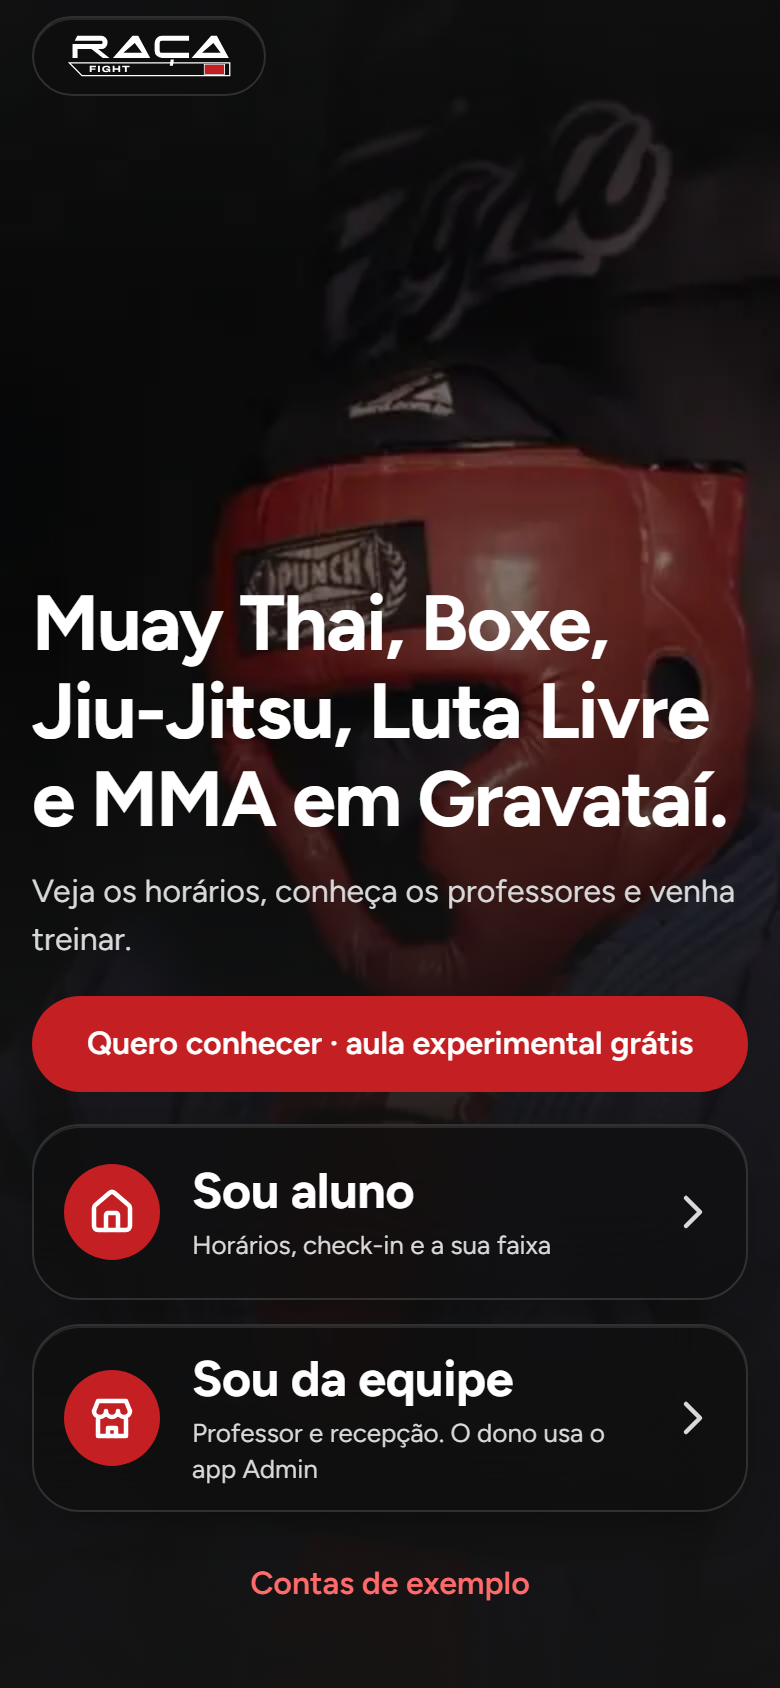 RAÇA
FIGHT
PUNCH
Muay Thai, Boxe,
Jiu-Jitsu, Luta Livre
e MMA em Gravataí.
Veja os horários, conheça os professores e venha
treinar.
Quero conhecer · aula experimental grátis
Sou aluno
Horários, check-in e a sua faixa
Sou da equipe
Professor e recepção. O dono usa o
app Admin
Contas de exemplo